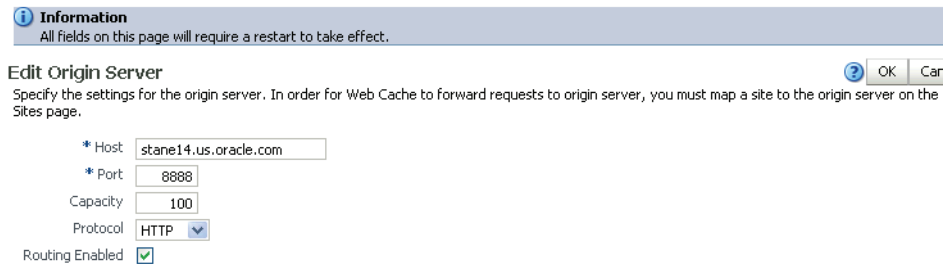 Information
All fields on this page will require a restart to take effect.
Edit Origin Server
OK
Specify the settings for the origin server. In order for Web Cache to forward requests to origin server, you must map a site to the origin server on the
Sites page.
* Host stane14.us.oracle.com
* Port 8888
Capacity 100
Protocol HTTP
Routing Enabled